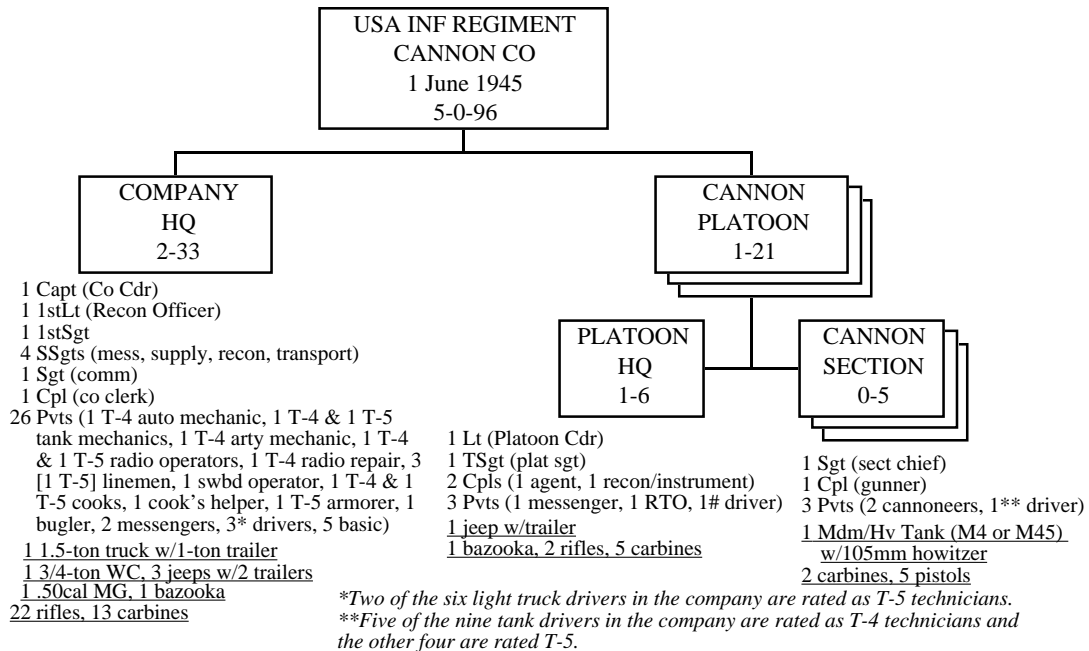 USA INF REGIMENT
CANNON CO
1 June 1945
5-0-96
COMPANY
HQ
2-33
CANNON
PLATOON
1-21
1 Capt (Co Cdr)
1 1stLt (Recon Officer)
1 1stSgt
4 SSgts (mess, supply, recon, transport)
1 Sgt (comm)
1 Cpl (co clerk)
26 Pvts (1 T-4 auto mechanic, 1 T-4 & 1 T-5
tank mechanics, 1 T-4 arty mechanic, 1 T-4
& 1 T-5 radio operators, 1 T-4 radio repair, 3
[1 T-5] linemen, 1 swbd operator, 1 T-4 & 1
T-5 cooks, 1 cook's helper, 1 T-5 armorer, 1
bugler, 2 messengers, 3* drivers, 5 basic)
1 1.5-ton truck w/1-ton trailer
1 3/4-ton WC, 3 jeeps w/2 trailers
1 .50cal MG, 1 bazooka
22 rifles, 13 carbines
PLATOON
HQ
1-6
1 Lt (Platoon Cdr)
1 TSgt (plat sgt)
2 Cpls (1 agent, 1 recon/instrument)
3 Pvts (1 messenger, 1 RTO, 1# driver)
1 jeep w/trailer
1 bazooka, 2 rifles, 5 carbines
CANNON
SECTION
0-5
1 Sgt (sect chief)
1 Cpl (gunner)
3 Pvts (2 cannoneers, 1** driver)
1 Mdm/Hv Tank (M4 or M45)
w/105mm howitzer
2 carbines, 5 pistols
*Two of the six light truck drivers in the company are rated as T-5 technicians.
**Five of the nine tank drivers in the company are rated as T-4 technicians and
the other four are rated T-5.